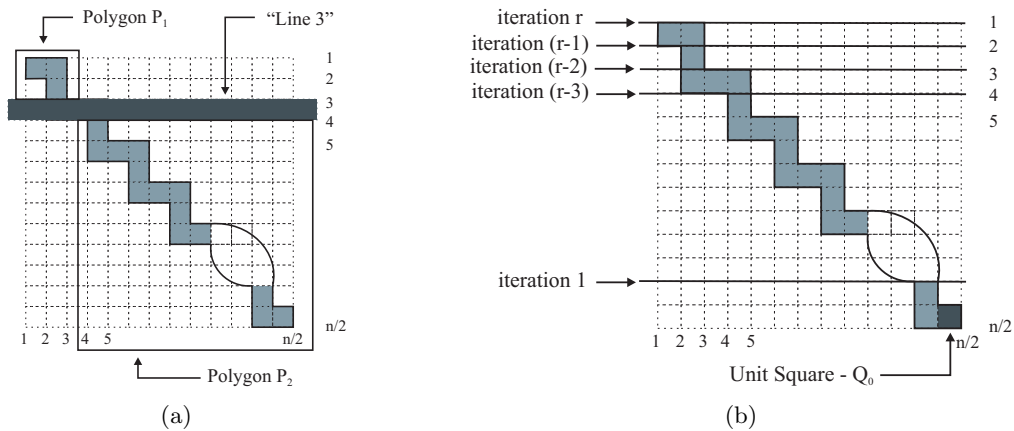 Polygon P₁
“Line 3”
1
2
3
4
5
n/2
1 2 3 4 5 n/2
Polygon P₂
(a)
iteration r
iteration (r-1)
iteration (r-2)
iteration (r-3)
iteration 1
1
2
3
4
5
n/2
1 2 3 4 5 n/2
Unit Square - Q₀
(b)